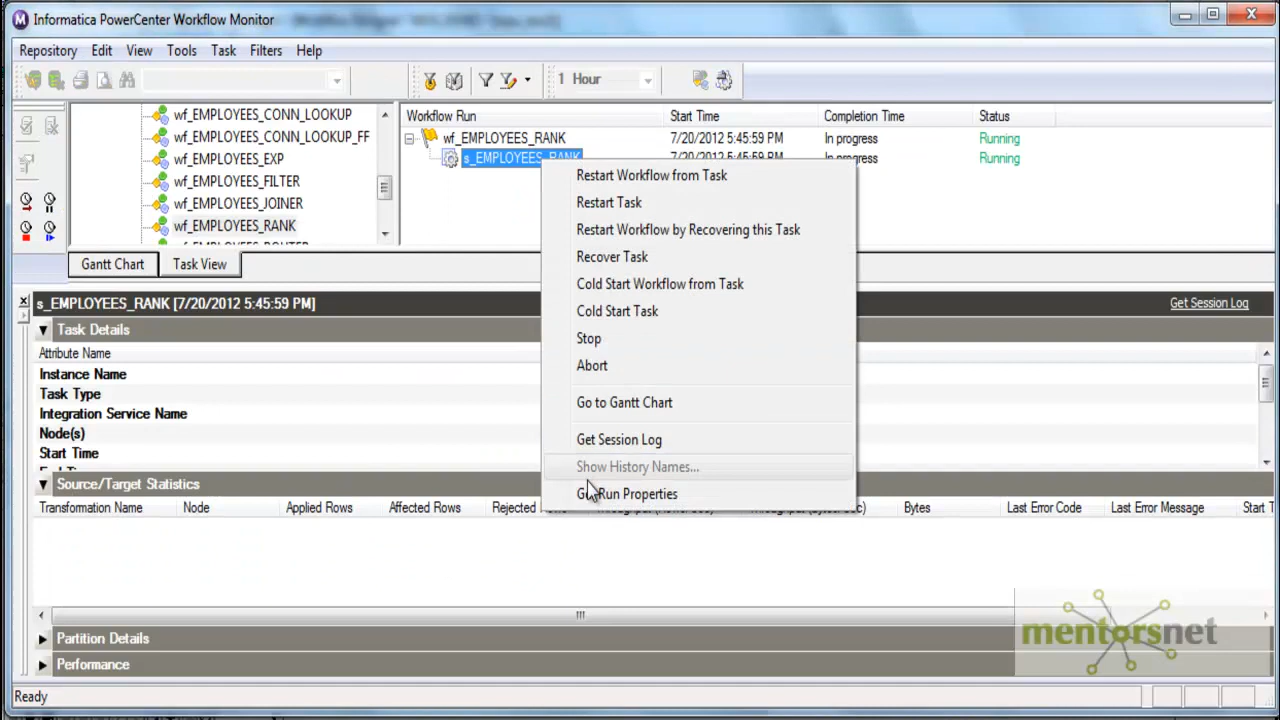 Informatica PowerCenter Workflow Monitor
Repository Edit View Tools Task Filters Help
1 Hour
wf_EMPLOYEES_CONN_LOOKUP
wf_EMPLOYEES_CONN_LOOKUP_FF
wf_EMPLOYEES_EXP
wf_EMPLOYEES_FILTER
wf_EMPLOYEES_JOINER
wf_EMPLOYEES_RANK
Workflow Run Start Time Completion Time Status
wf_EMPLOYEES_RANK 7/20/2012 5:45:59 PM In progress Running
s_EMPLOYEES_RANK 7/20/2012 5:45:59 PM In progress Running
Restart Workflow from Task
Restart Task
Restart Workflow by Recovering this Task
Recover Task
Cold Start Workflow from Task
Cold Start Task
Stop
Abort
Go to Gantt Chart
Get Session Log
Show History Names...
Run Properties
Gantt Chart Task View
s_EMPLOYEES_RANK [7/20/2012 5:45:59 PM] Get Session Log
Task Details
Attribute Name
Instance Name
Task Type
Integration Service Name
Node(s)
Start Time
Source/Target Statistics
Transformation Name Node Applied Rows Affected Rows Rejected Bytes Last Error Code Last Error Message Start T
mentorsnet
Partition Details
Performance
Ready